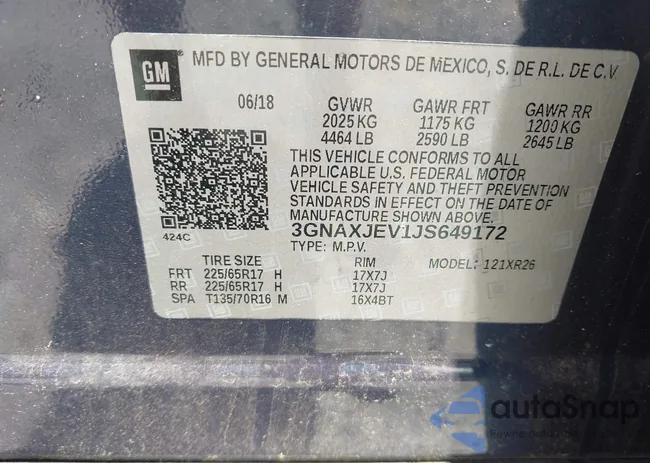 GM
MFD BY GENERAL MOTORS DE MEXICO, S. DE R.L. DE C.V.
06/18 GVWR GAWR FRT GAWR RR
2025 KG 1175 KG 1200 KG
4464 LB 2590 LB 2645 LB
THIS VEHICLE CONFORMS TO ALL
APPLICABLE U.S. FEDERAL MOTOR
VEHICLE SAFETY AND THEFT PREVENTION
STANDARDS IN EFFECT ON THE DATE OF
MANUFACTURE SHOWN ABOVE.
424C 3GNAXJEV1JS649172
TYPE: M.P.V.
TIRE SIZE RIM MODEL: 121XR26
FRT 225/65R17 H 17X7J
RR 225/65R17 H 17X7J
SPA T135/70R16 M 16X4BT
autoSnap